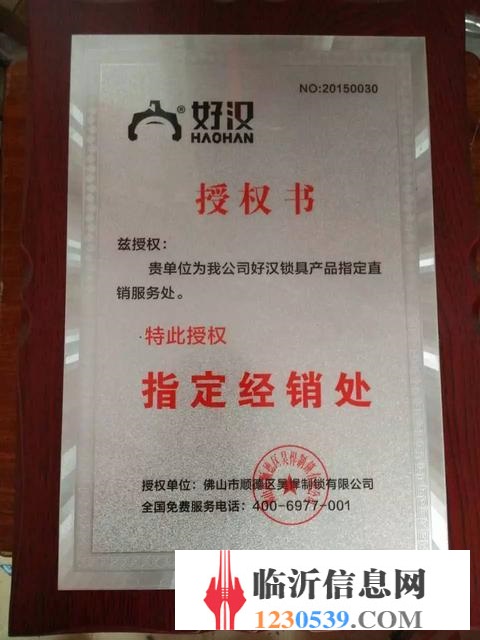 NO:20150030
®好汉
HAOHAN
授权书
兹授权：
贵单位为我公司好汉锁具产品指定直
销服务处。
·特此授权
指定经销处
授权单位：佛山市顺德区昊悍制锁有限公司
全国免费服务电话：400-6977-001
临沂信息网
1230539.com